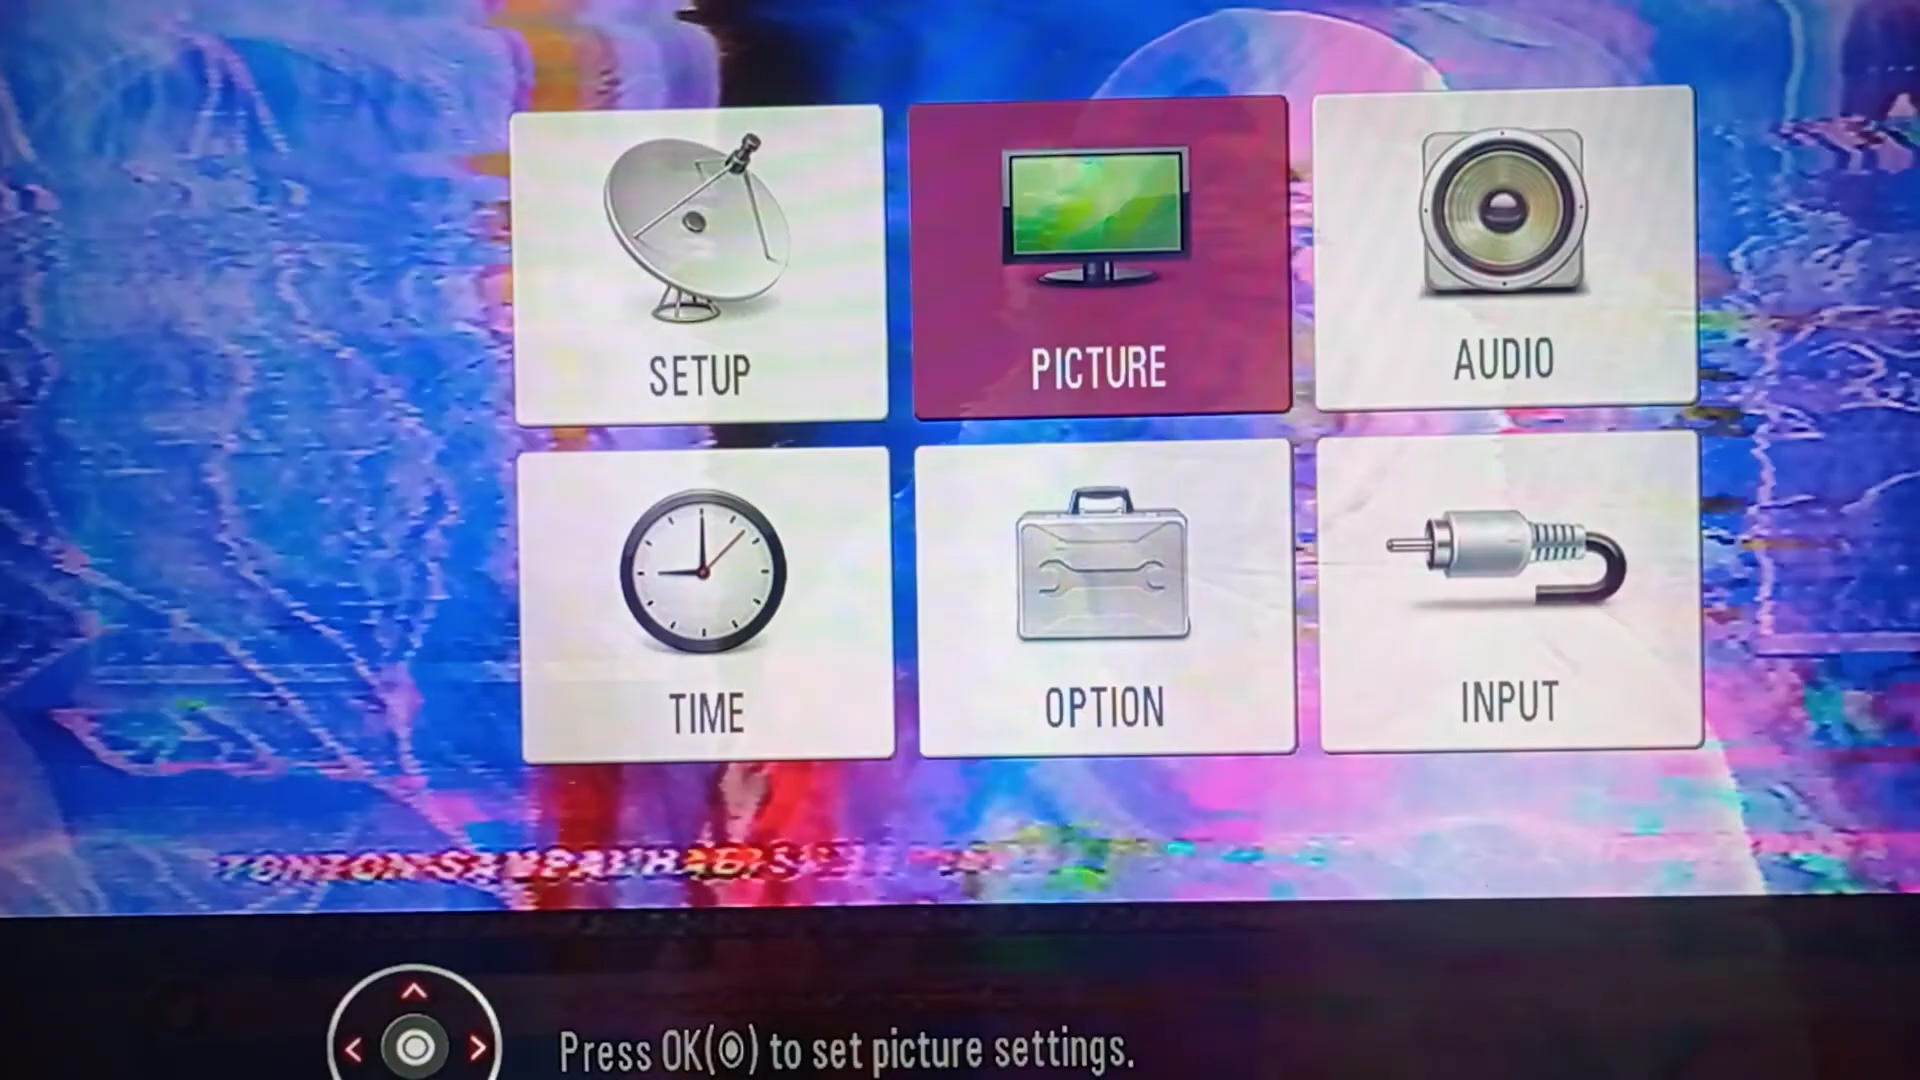 SETUP
PICTURE
AUDIO
TIME
OPTION
INPUT
Press OK(◉) to set picture settings.